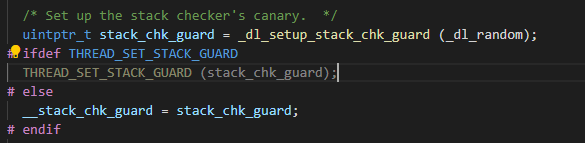 /* Set up the stack checker's canary.  */
uintptr_t stack_chk_guard = _dl_setup_stack_chk_guard (_dl_random);
# ifdef THREAD_SET_STACK_GUARD
THREAD_SET_STACK_GUARD (stack_chk_guard);
# else
__stack_chk_guard = stack_chk_guard;
# endif